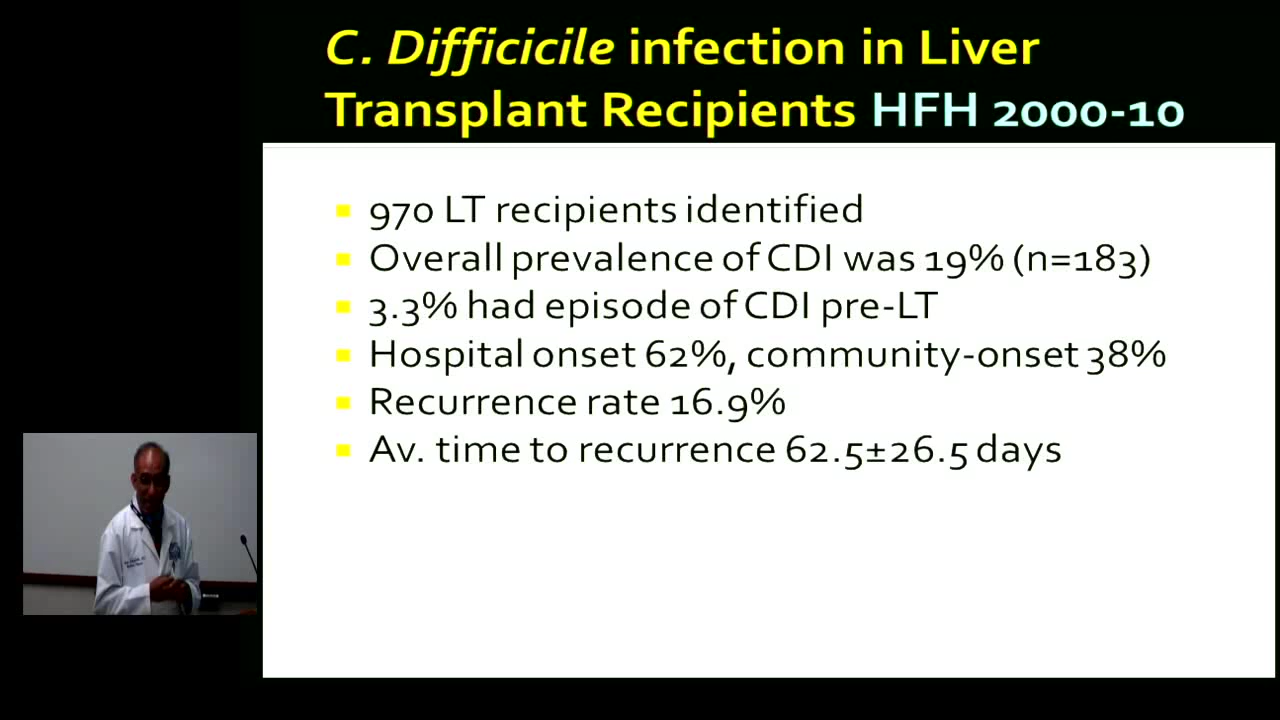 C. Difficicile infection in Liver
Transplant Recipients HFH 2000-10
970 LT recipients identified
Overall prevalence of CDI was 19% (n=183)
3.3% had episode of CDI pre-LT
Hospital onset 62%, community-onset 38%
Recurrence rate 16.9%
Av. time to recurrence 62.5±26.5 days